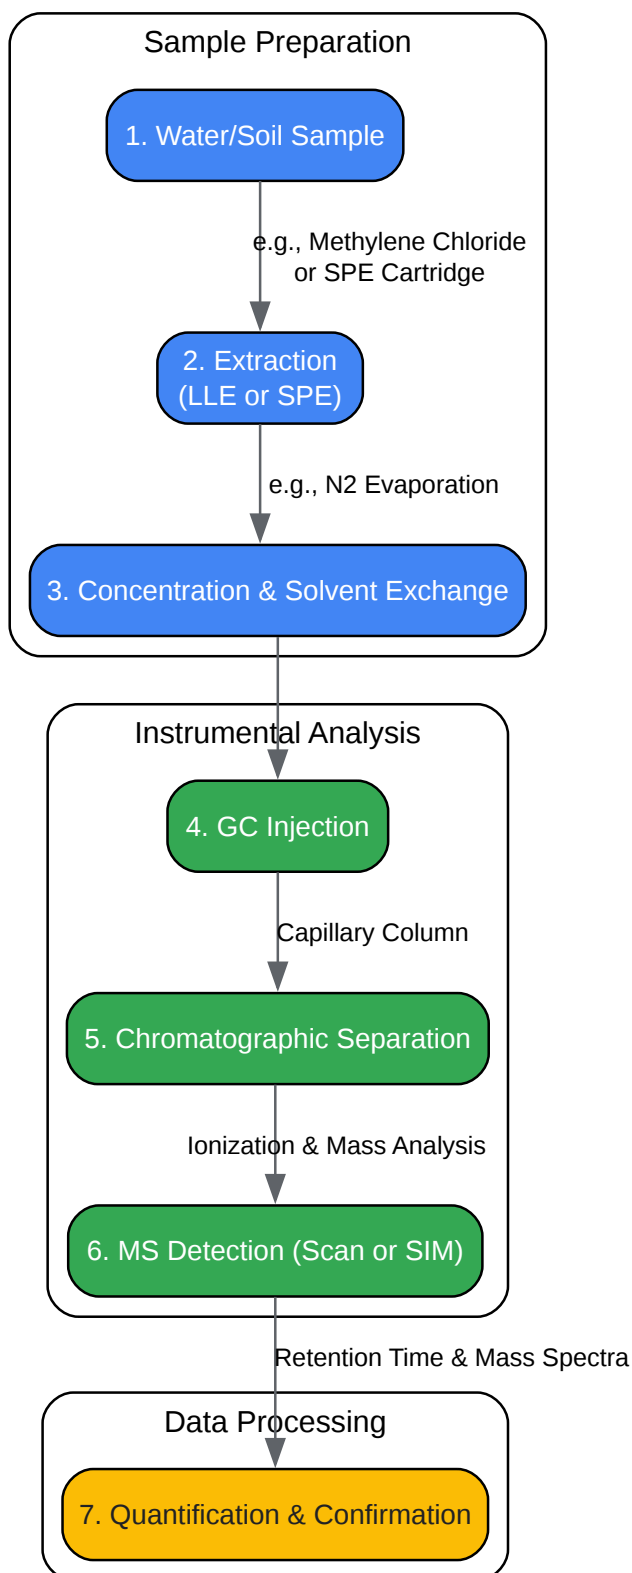 Sample Preparation
1. Water/Soil Sample
e.g., Methylene Chloride
or SPE Cartridge
2. Extraction
(LLE or SPE)
e.g., N2 Evaporation
3. Concentration & Solvent Exchange
Instrumental Analysis
4. GC Injection
Capillary Column
5. Chromatographic Separation
Ionization & Mass Analysis
6. MS Detection (Scan or SIM)
Retention Time & Mass Spectra
Data Processing
7. Quantification & Confirmation